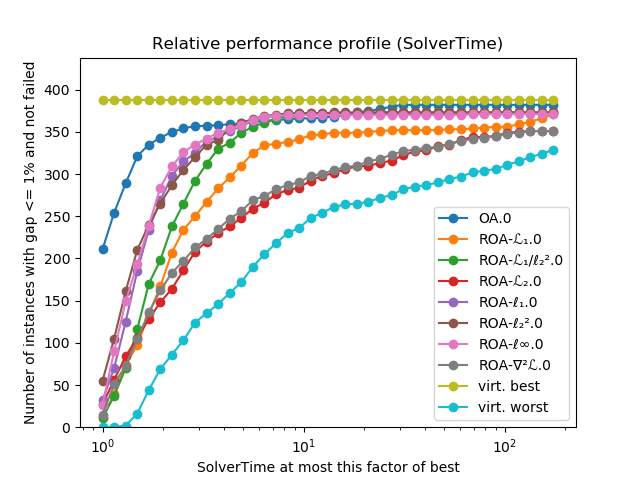 Relative performance profile (SolverTime)
Number of instances with gap <= 1% and not failed
400
350
300
250
200
150
100
50
0
10⁰
10¹
10²
SolverTime at most this factor of best
OA.0
ROA-ℒ₁.0
ROA-ℒ₁/ℓ₂².0
ROA-ℒ₂.0
ROA-ℓ₁.0
ROA-ℓ₂².0
ROA-ℓ∞.0
ROA-∇²ℒ.0
virt. best
virt. worst